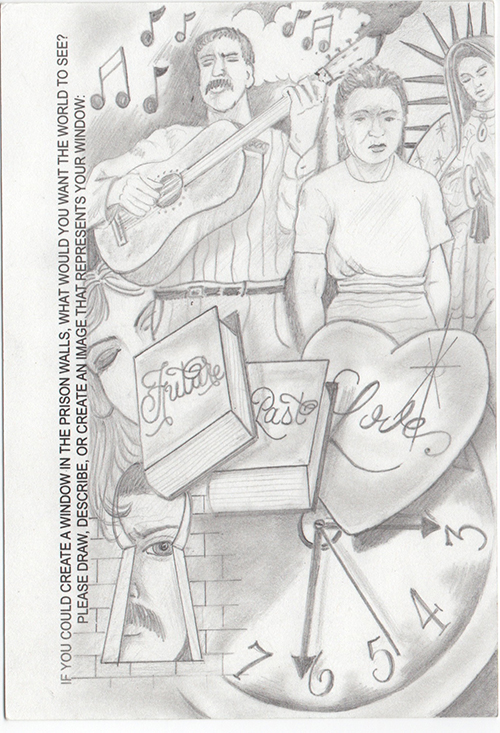 IF YOU COULD CREATE A WINDOW IN THE PRISON WALLS, WHAT WOULD YOU WANT THE WORLD TO SEE?
PLEASE DRAW, DESCRIBE, OR CREATE AN IMAGE THAT REPRESENTS YOUR WINDOW:
Future
Past
Love
3
4
5
6
7